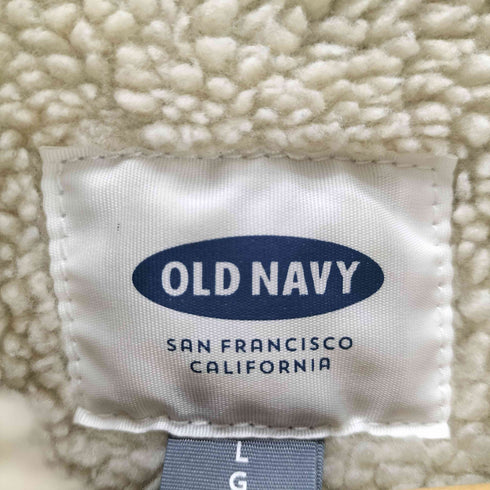 OLD NAVY
SAN FRANCISCO
CALIFORNIA
L
G